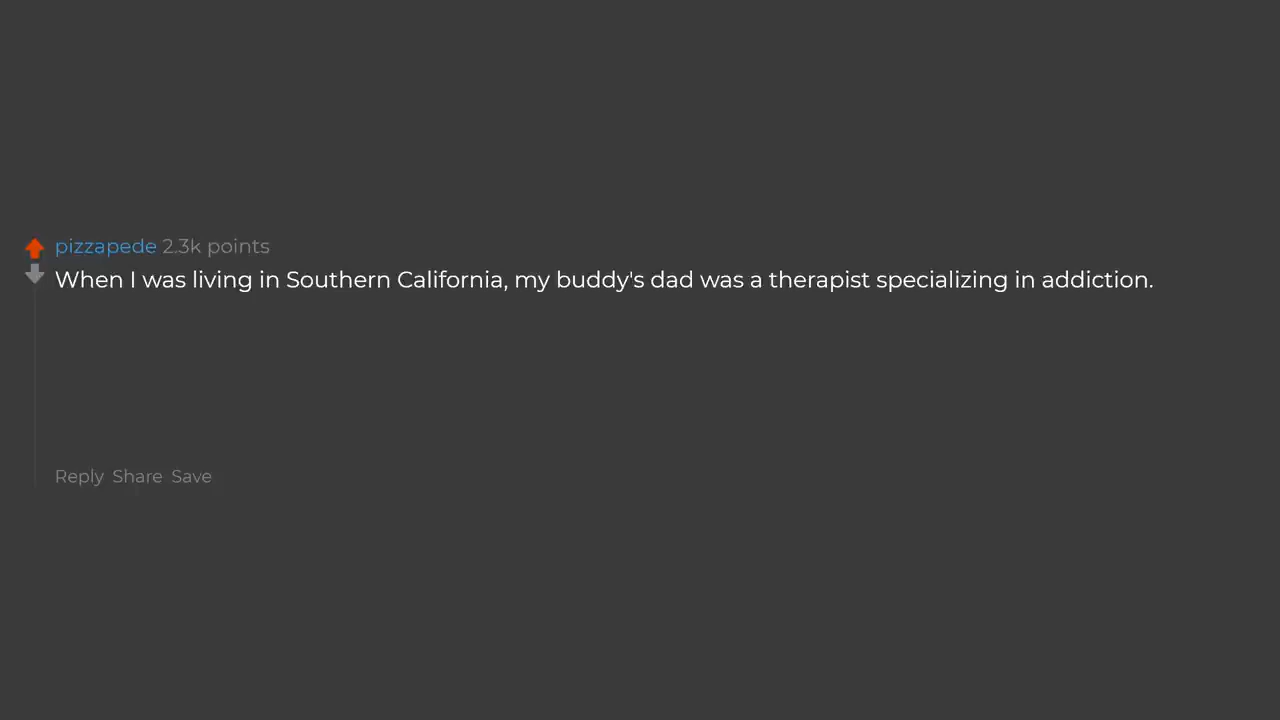 pizzapede 2.3k points
When I was living in Southern California, my buddy's dad was a therapist specializing in addiction.
Reply Share Save